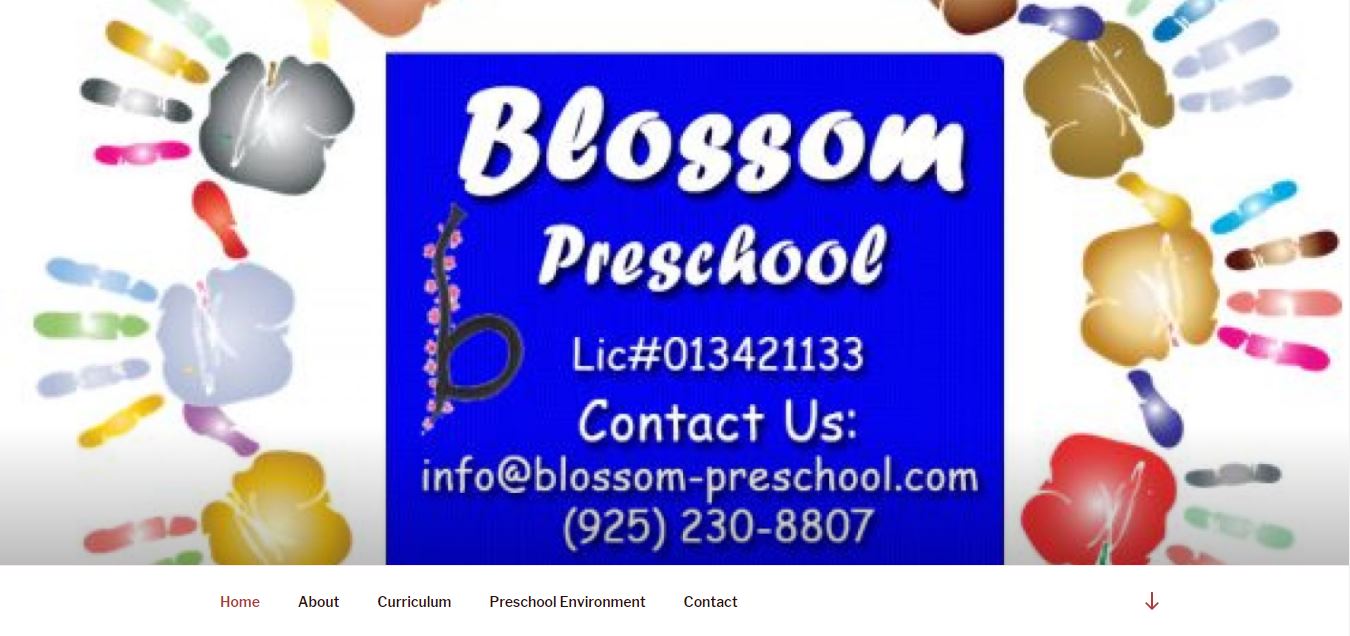 Blossom
Preschool
Lic#013421133
Contact Us:
info@blossom-preschool.com
(925) 230-8807
Home About Curriculum Preschool Environment Contact